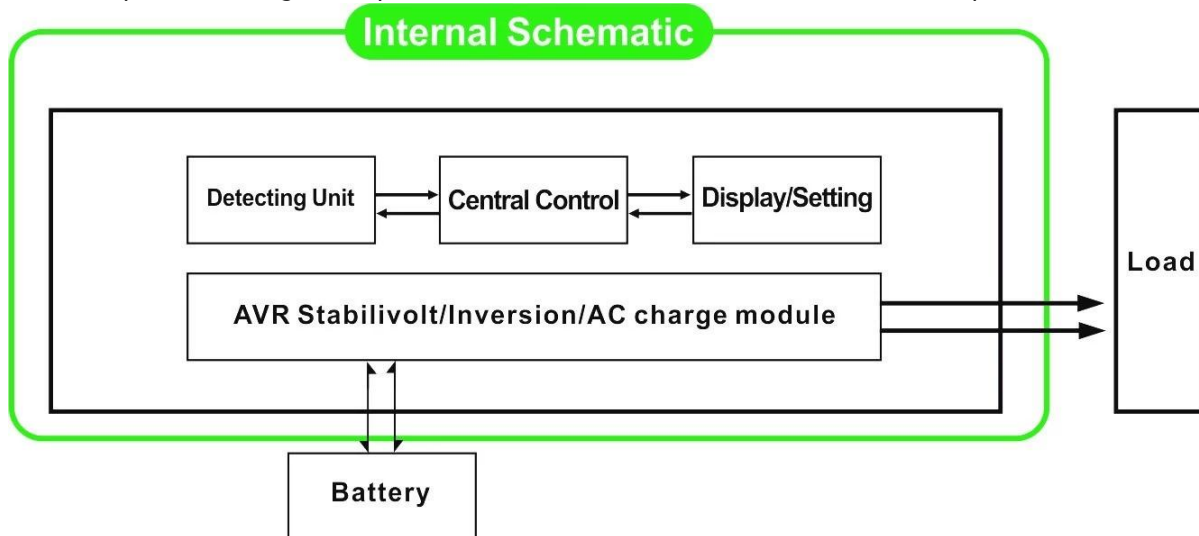 Internal Schematic
Detecting Unit
Central Control
Display/Setting
Load
AVR Stabilivolt/Inversion/AC charge module
Battery